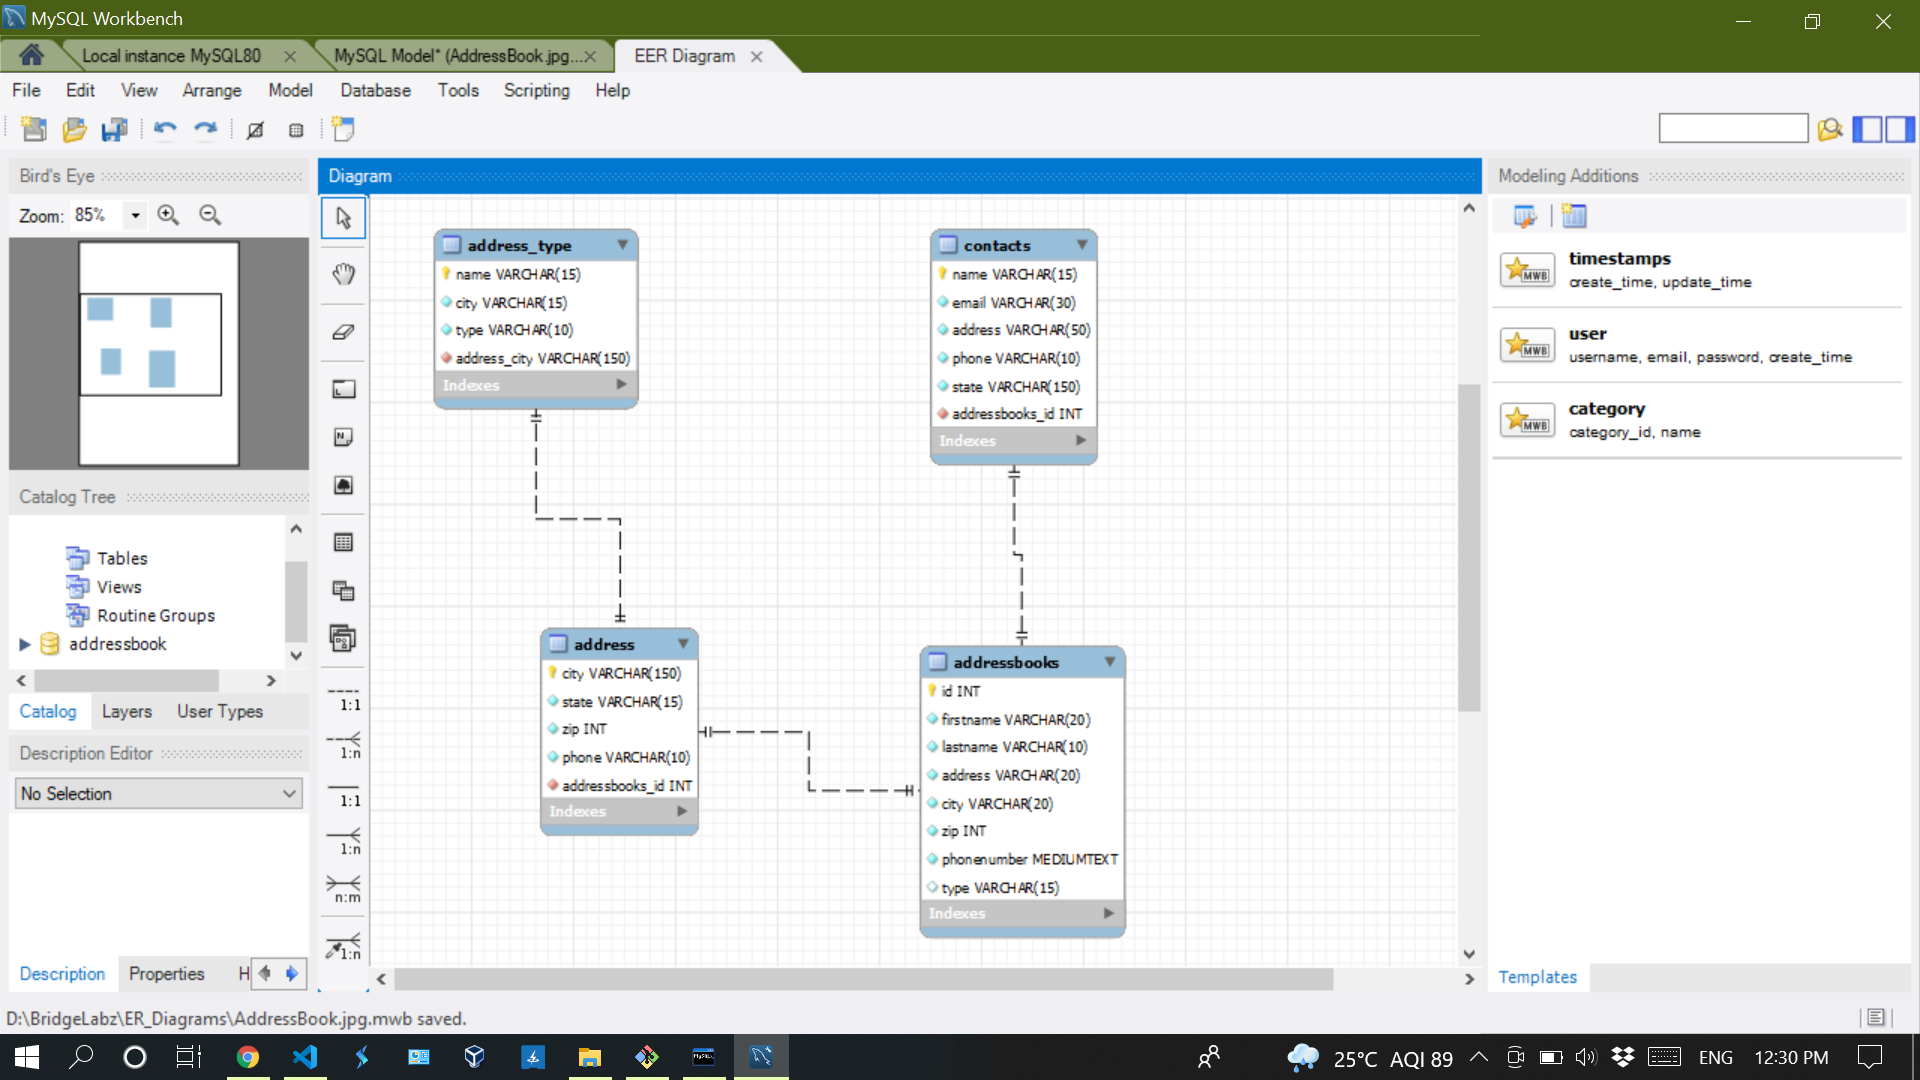 MySQL Workbench
Local instance MySQL80
MySQL Model* (AddressBook.jpg...
EER Diagram
File Edit View Arrange Model Database Tools Scripting Help
Bird's Eye
Zoom: 85%
Catalog Tree
Tables
Views
Routine Groups
addressbook
Catalog Layers User Types
Description Editor
No Selection
Description Properties H
Diagram
1:1
1:n
1:1
1:n
n:m
1:n
address_type
name VARCHAR(15)
city VARCHAR(15)
type VARCHAR(10)
address_city VARCHAR(150)
Indexes
contacts
name VARCHAR(15)
email VARCHAR(30)
address VARCHAR(50)
phone VARCHAR(10)
state VARCHAR(150)
addressbooks_id INT
Indexes
address
city VARCHAR(150)
state VARCHAR(15)
zip INT
phone VARCHAR(10)
addressbooks_id INT
Indexes
addressbooks
id INT
firstname VARCHAR(20)
lastname VARCHAR(10)
address VARCHAR(20)
city VARCHAR(20)
zip INT
phonenumber MEDIUMTEXT
type VARCHAR(15)
Indexes
Modeling Additions
MWB
timestamps
create_time, update_time
MWB
user
username, email, password, create_time
MWB
category
category_id, name
Templates
D:\BridgeLabz\ER_Diagrams\AddressBook.jpg.mwb saved.
25°C AQI 89
ENG
12:30 PM